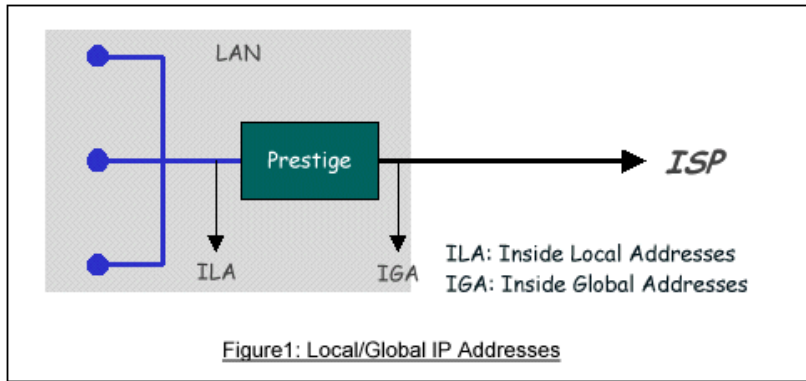 LAN
Prestige
ISP
ILA
IGA
ILA: Inside Local Addresses
IGA: Inside Global Addresses
Figure1: Local/Global IP Addresses